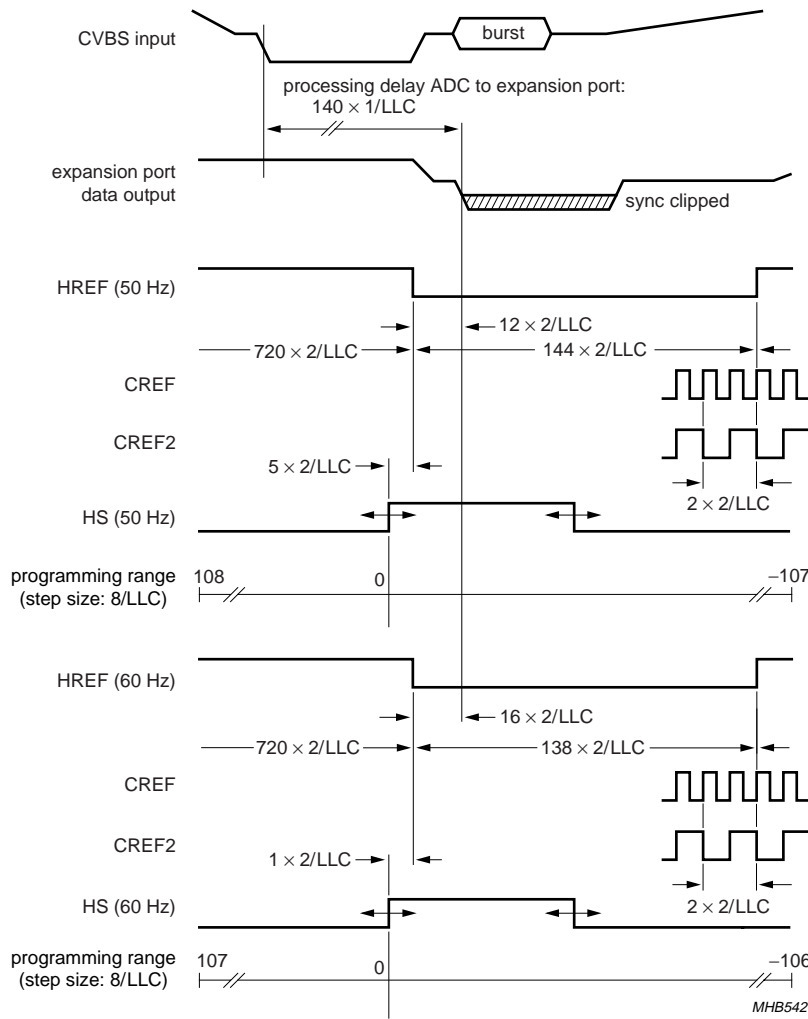 CVBS input
burst
processing delay ADC to expansion port:
140 × 1/LLC
expansion port
data output
sync clipped
HREF (50 Hz)
12 × 2/LLC
720 × 2/LLC
144 × 2/LLC
CREF
CREF2
5 × 2/LLC
2 × 2/LLC
HS (50 Hz)
programming range
(step size: 8/LLC)
108
0
−107
HREF (60 Hz)
16 × 2/LLC
720 × 2/LLC
138 × 2/LLC
CREF
CREF2
1 × 2/LLC
2 × 2/LLC
HS (60 Hz)
programming range
(step size: 8/LLC)
107
0
−106
MHB542